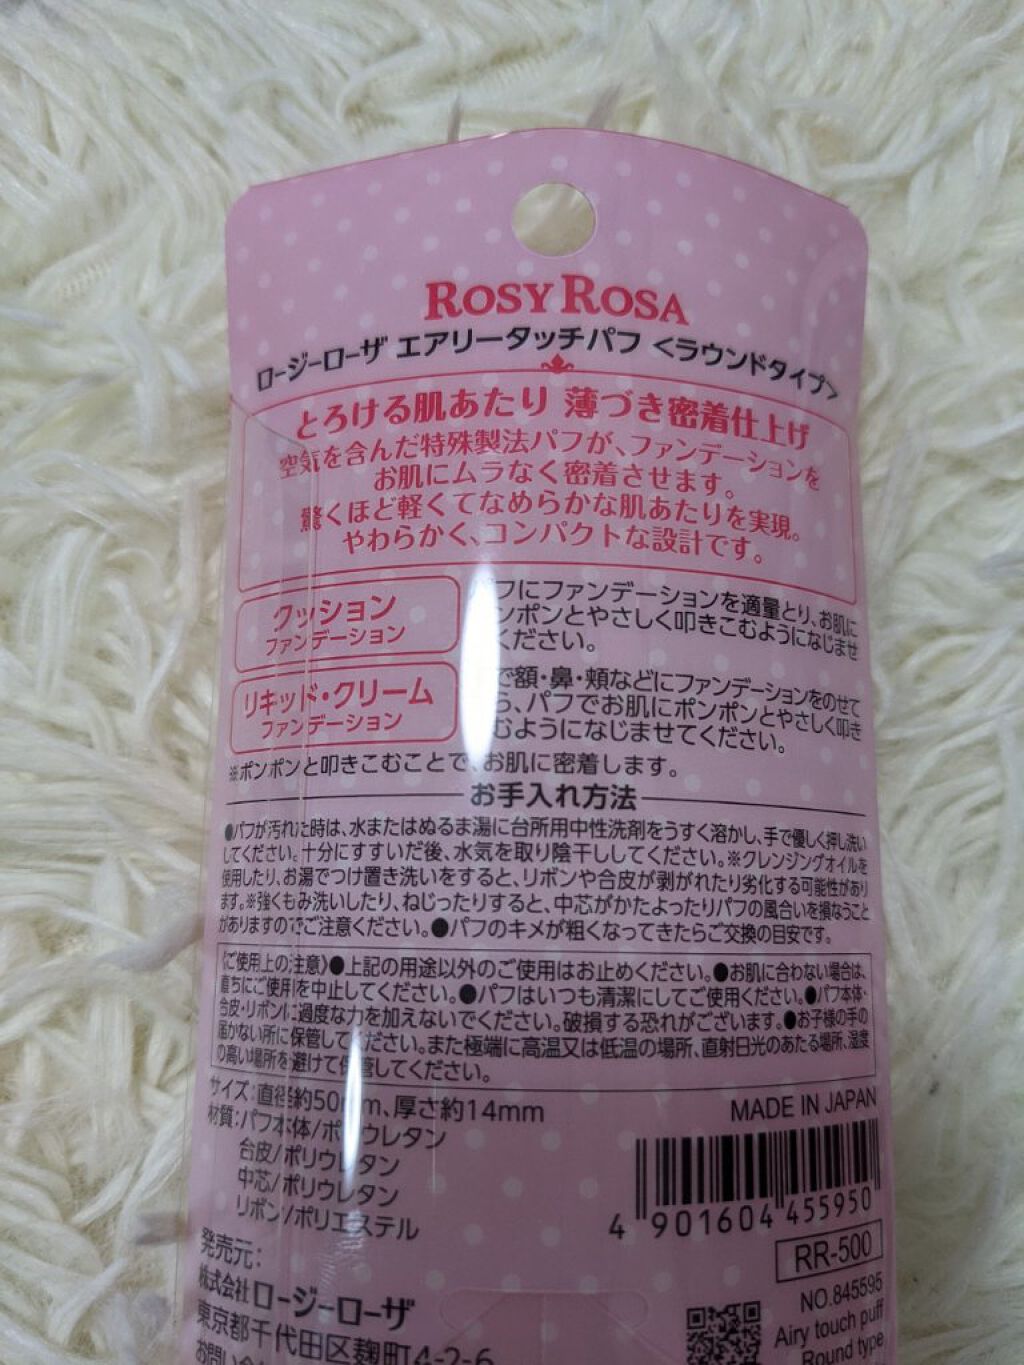 ROSY ROSA
ロージーローザ エアリータッチパフ <ラウンドタイプ>
とろける肌あたり 薄づき密着仕上げ
空気を含んだ特殊製法パフが、ファンデーションを
お肌にムラなく密着させます。
驚くほど軽くてなめらかな肌あたりを実現。
やわらかく、コンパクトな設計です。
クッション
ファンデーション
フにファンデーションを適量とり、お肌に
ンポンとやさしく叩きこむようになじませ
ください。
リキッド・クリーム
ファンデーション
で額・鼻・頬などにファンデーションをのせて
ら、パフでお肌にポンポンとやさしく叩き
むようになじませてください。
※ポンポンと叩きこむことで、お肌に密着します。
お手入れ方法
●パフが汚れた時は、水またはぬるま湯に台所用中性洗剤をうすく溶かし、手で優しく押し洗い
してください。十分にすすいだ後、水気を取り陰干ししてください。※クレンジングオイルを
使用したり、お湯でつけ置き洗いをすると、リボンや合皮が剥がれたり劣化する可能性があり
ます。※強くもみ洗いしたり、ねじったりすると、中芯がかたよったりパフの風合いを損なうこと
がありますのでご注意ください。●パフのキメが粗くなってきたらご交換の目安です。
《ご使用上の注意》●上記の用途以外のご使用はお止めください。●お肌に合わない場合は、
直ちにご使用を中止してください。●パフはいつも清潔にしてご使用ください。●パフ本体・
合皮・リボンに過度な力を加えないでください。破損する恐れがございます。●お子様の手の
届かない所に保管してください。また極端に高温又は低温の場所、直射日光のあたる場所、湿度
の高い場所を避けて保管してください。
サイズ：直径約50mm、厚さ約14mm
MADE IN JAPAN
材質：パフ本体/ポリウレタン
合皮/ポリウレタン
中芯/ポリウレタン
リボン/ポリエステル
4 901604 455950
RR-500
発売元：
株式会社ロージーローザ
NO.845595
東京都千代田区麹町4-2-6
Airy touch puff
Round type
お問い合